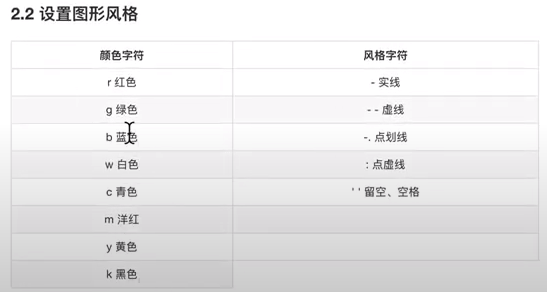 2.2 设置图形风格
颜色字符 风格字符
r 红色 - 实线
g 绿色 - - 虚线
b 蓝色 -. 点划线
w 白色 : 点虚线
c 青色 ' ' 留空、空格
m 洋红
y 黄色
k 黑色